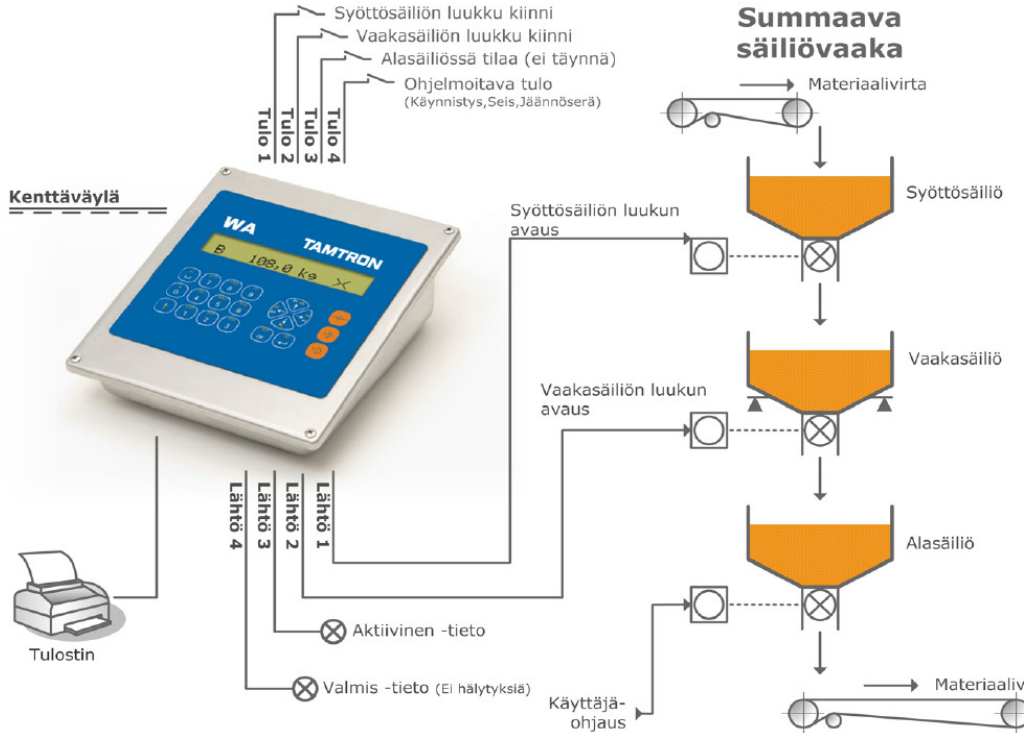 Syöttösäiliön luukku kiinni
Vaakasäiliön luukku kiinni
Alasäiliössä tilaa (ei täynnä)
Ohjelmoitava tulo
(Käynnistys,Seis,Jäännöserä)
Tulo 1
Tulo 2
Tulo 3
Tulo 4
Summaava
säiliövaaka
Materiaalivirta
Kenttäväylä
WA
TAMTRON
B 108,0 kg
Syöttösäiliön luukun
avaus
Syöttösäiliö
Vaakasäiliön luukun
avaus
Vaakasäiliö
Lähtö 4
Lähtö 3
Lähtö 2
Lähtö 1
Alasäiliö
Tulostin
Aktiivinen -tieto
Valmis -tieto (Ei hälytyksiä)
Käyttäjä-
ohjaus
Materiaaliv